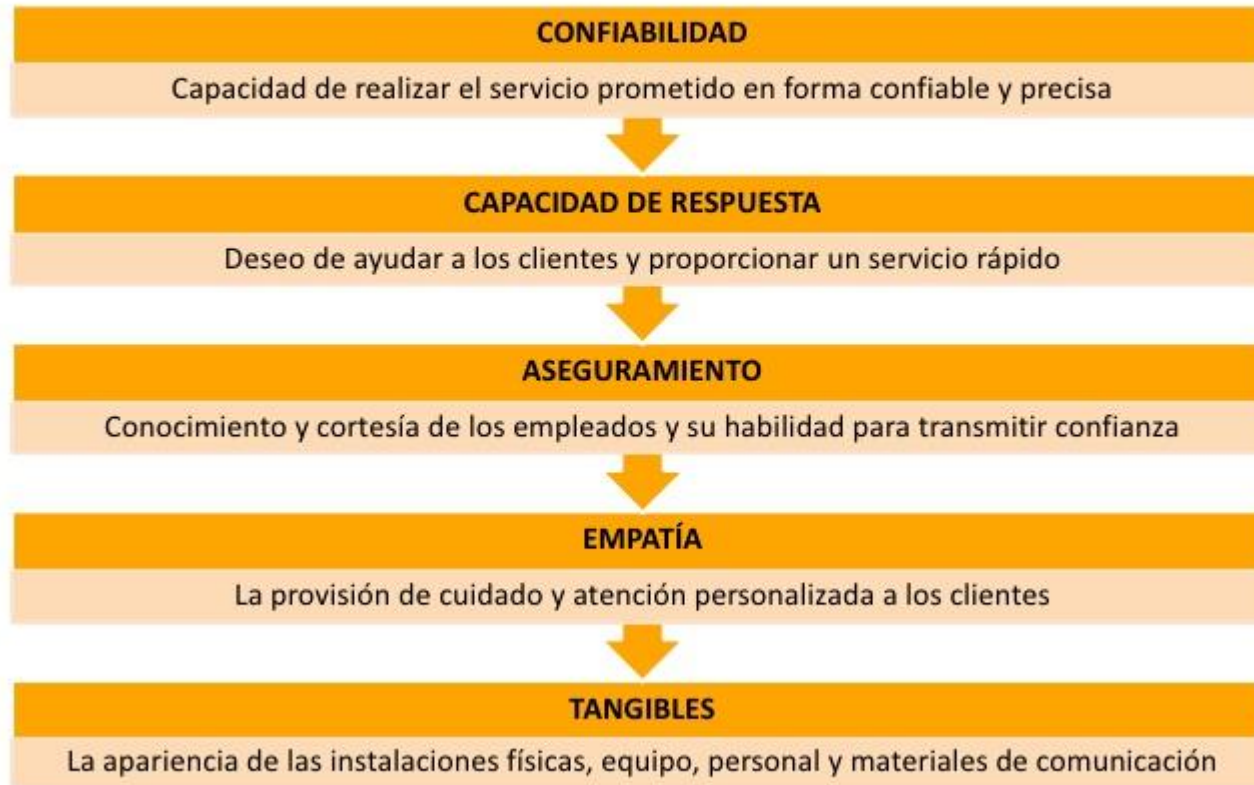 CONFIABILIDAD
Capacidad de realizar el servicio prometido en forma confiable y precisa
CAPACIDAD DE RESPUESTA
Deseo de ayudar a los clientes y proporcionar un servicio rápido
ASEGURAMIENTO
Conocimiento y cortesía de los empleados y su habilidad para transmitir confianza
EMPATÍA
La provisión de cuidado y atención personalizada a los clientes
TANGIBLES
La apariencia de las instalaciones físicas, equipo, personal y materiales de comunicación